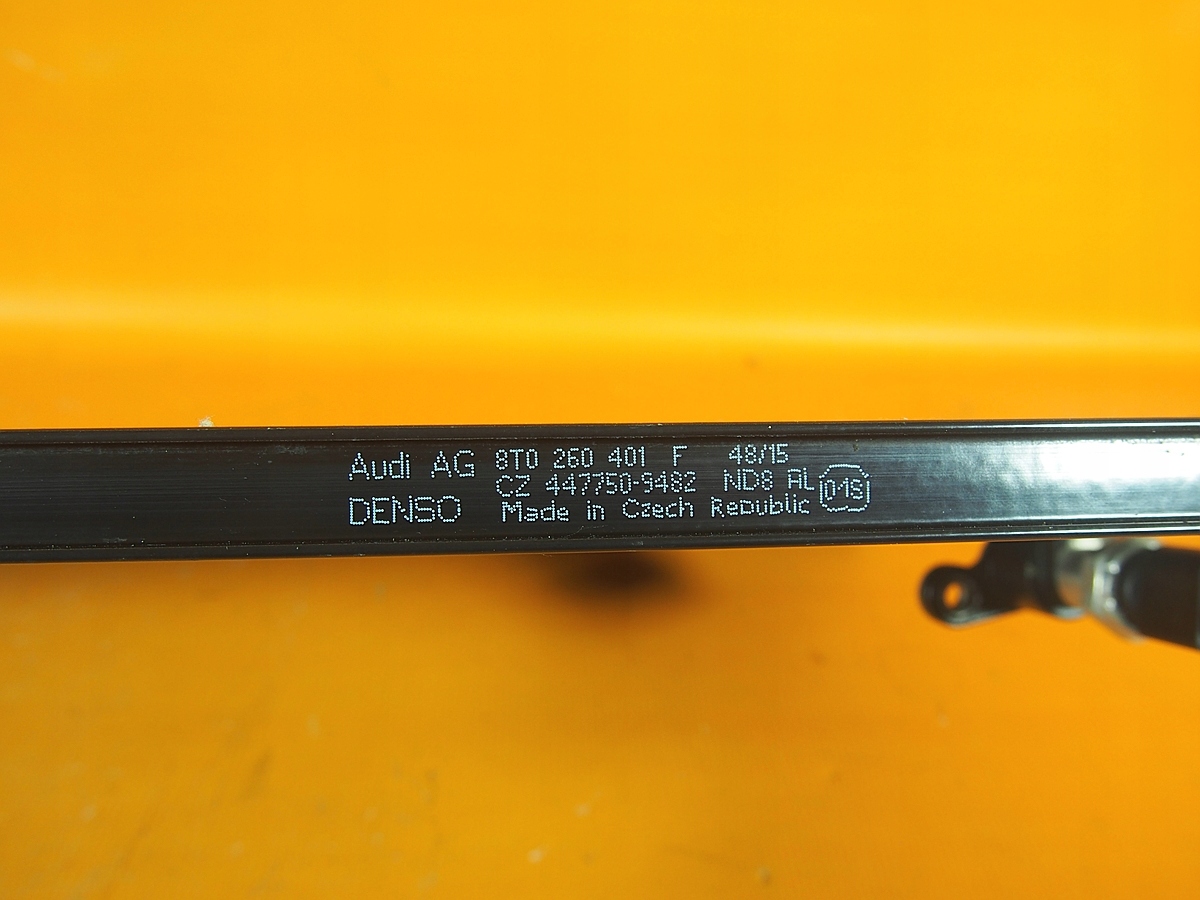 Audi AG 8T0 260 401 F 48/15
CZ 447750-9482 ND8 AL
DENSO Made in Czech Republic